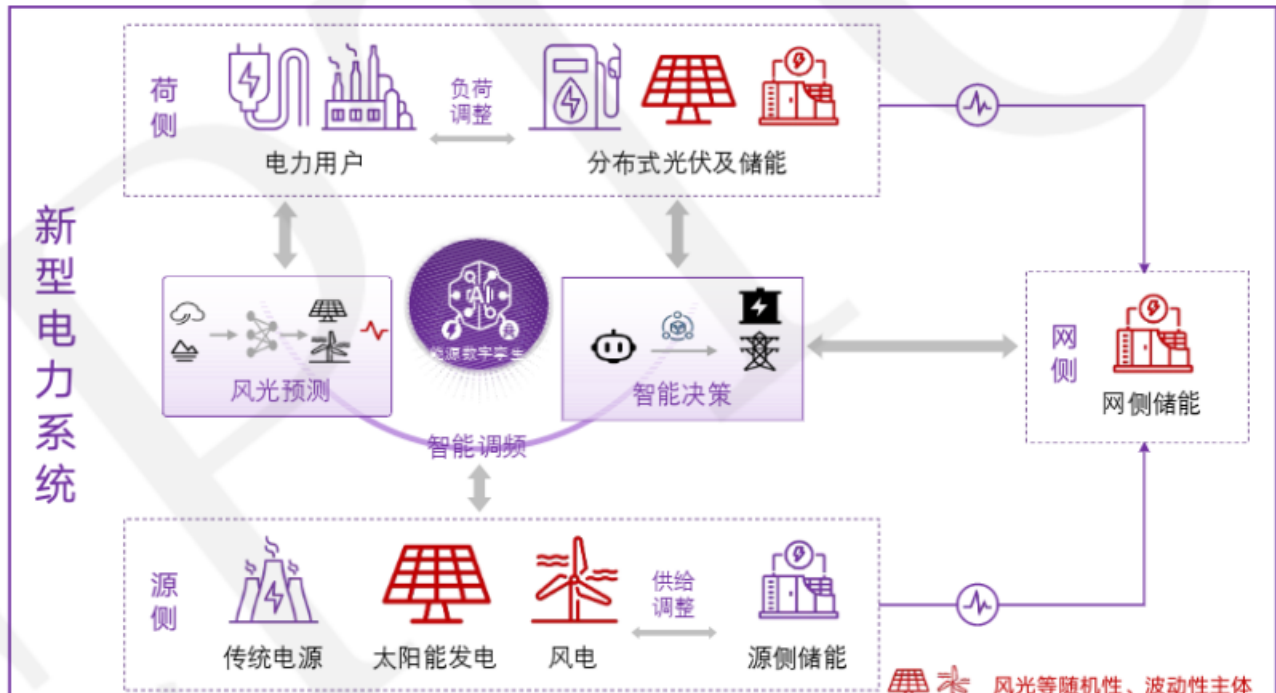 新型电力系统
荷侧
负荷
调整
电力用户
分布式光伏及储能
AI
能源数字孪生
风光预测
智能决策
智能调频
网侧
网侧储能
源侧
供给
调整
传统电源
太阳能发电
风电
源侧储能
风光等随机性、波动性主体